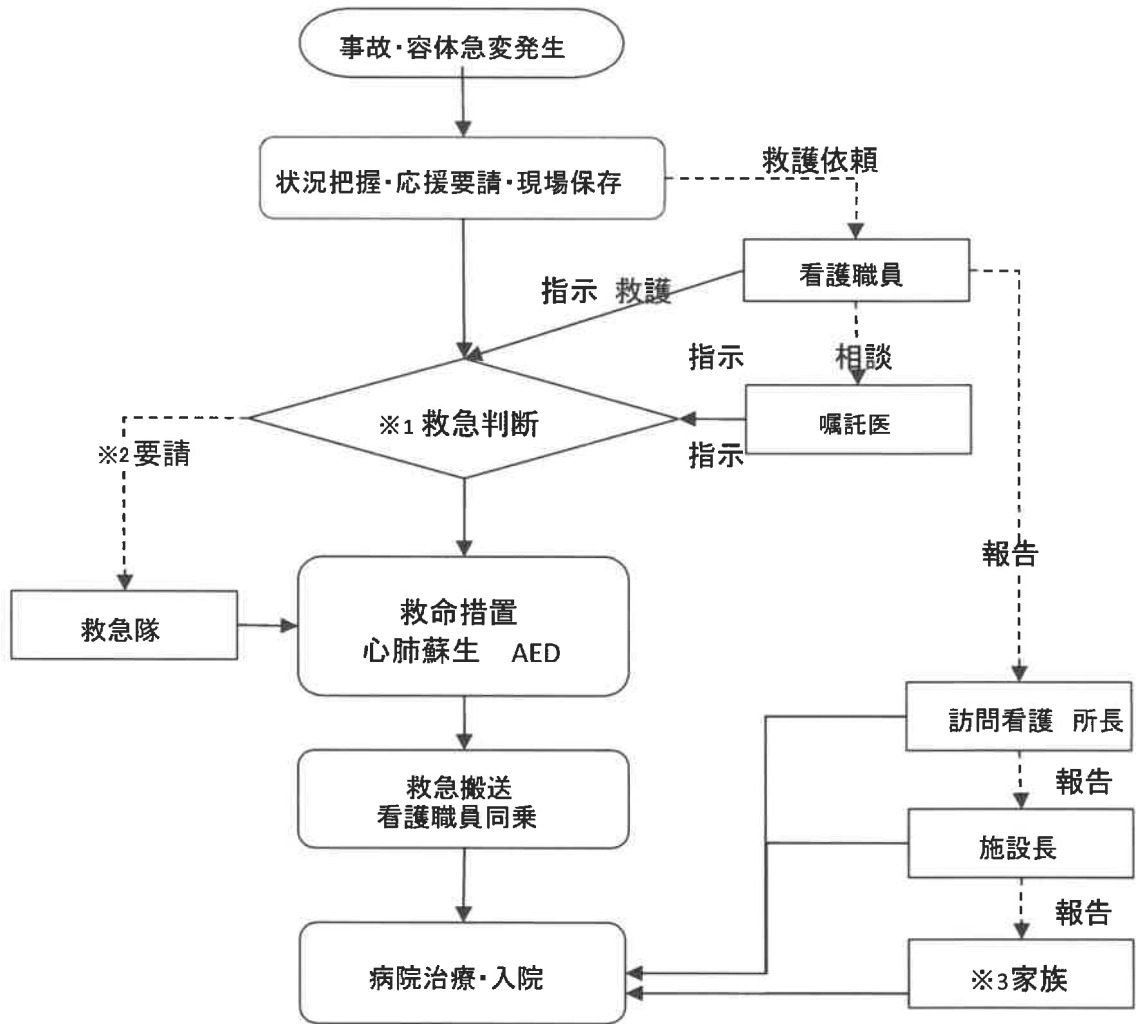 事故・容体急変発生
状況把握・応援要請・現場保存
救護依頼
看護職員
指示 救護
指示
相談
※1 救急判断
嘱託医
※2 要請
指示
報告
救急隊
救命措置
心肺蘇生 AED
訪問看護 所長
報告
救急搬送
看護職員同乗
施設長
報告
病院治療・入院
※3 家族